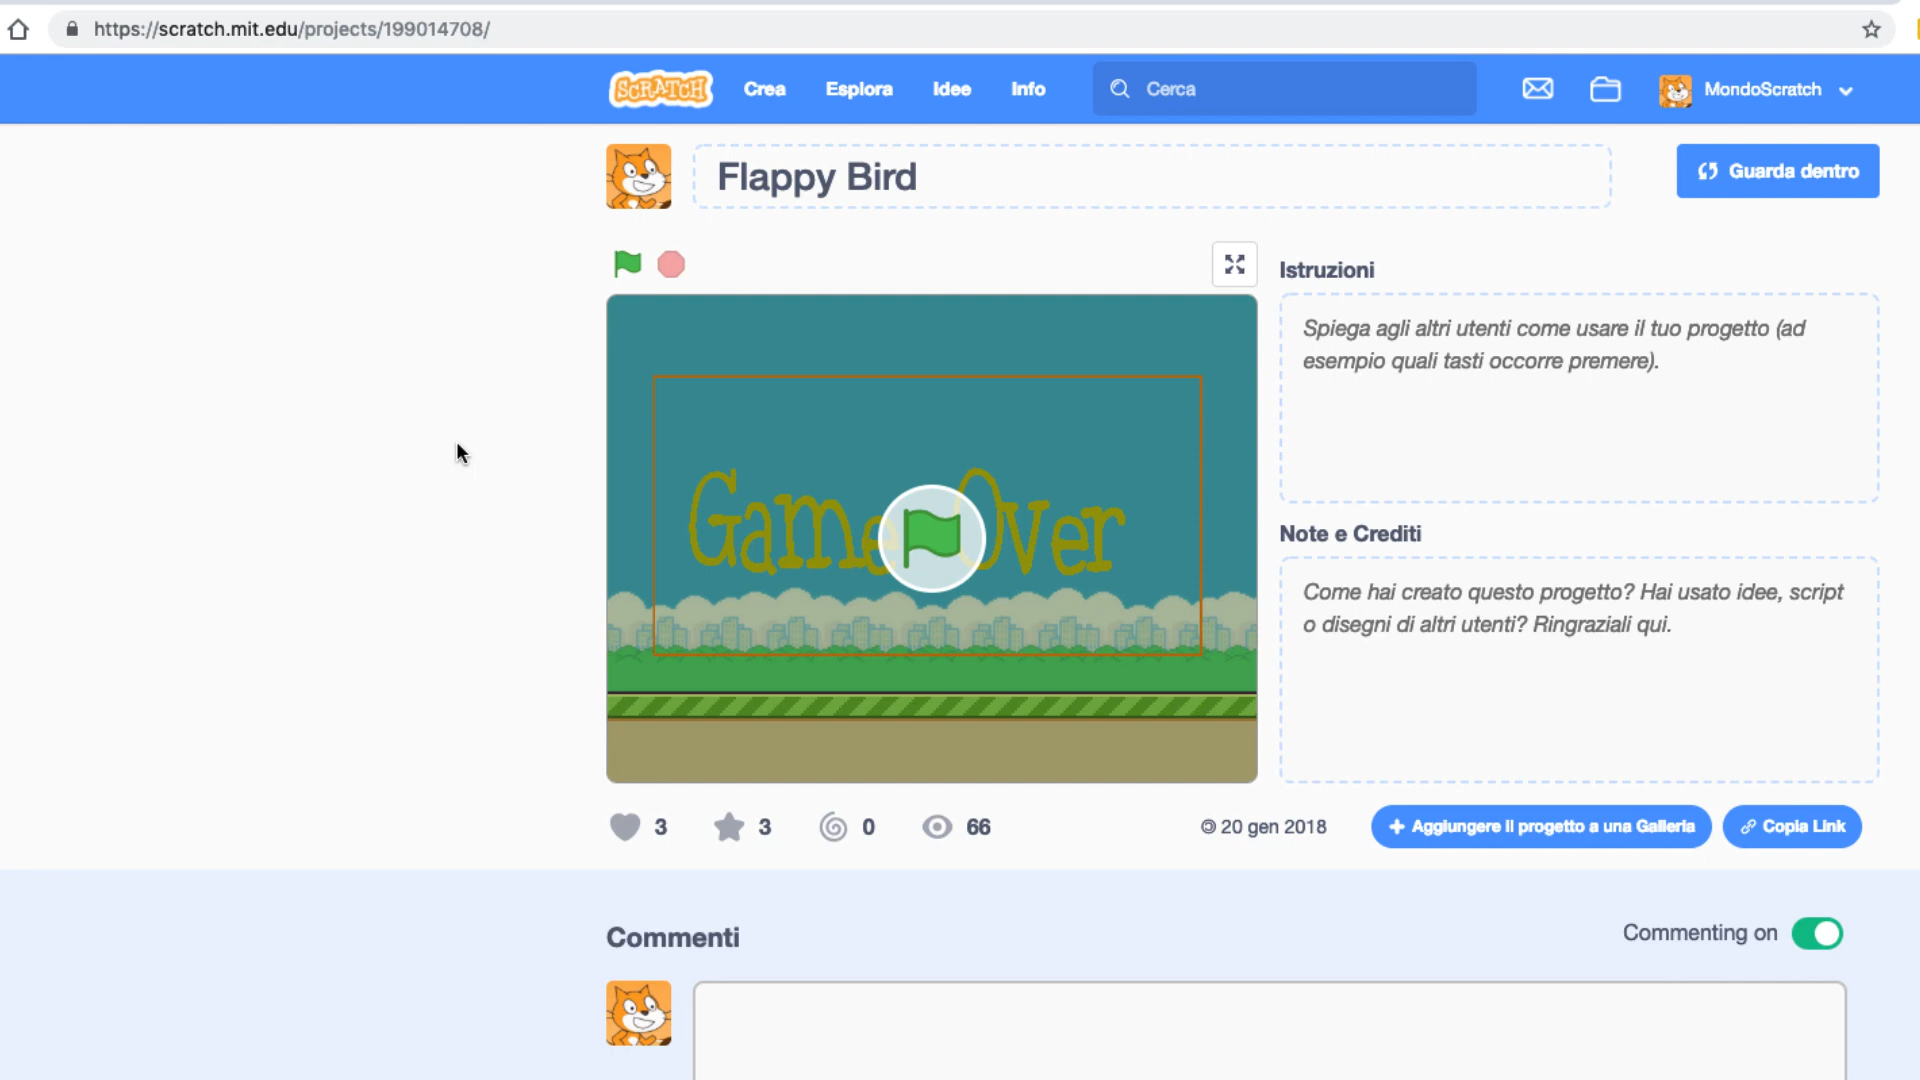 https://scratch.mit.edu/projects/199014708/
SCRATCH
Crea
Esplora
Idee
Info
Cerca
MondoScratch
Flappy Bird
Guarda dentro
Istruzioni
Spiega agli altri utenti come usare il tuo progetto (ad
esempio quali tasti occorre premere).
Game Over
Note e Crediti
Come hai creato questo progetto? Hai usato idee, script
o disegni di altri utenti? Ringraziali qui.
3
3
0
66
20 gen 2018
Aggiungere il progetto a una Galleria
Copia Link
Commenti
Commenting on